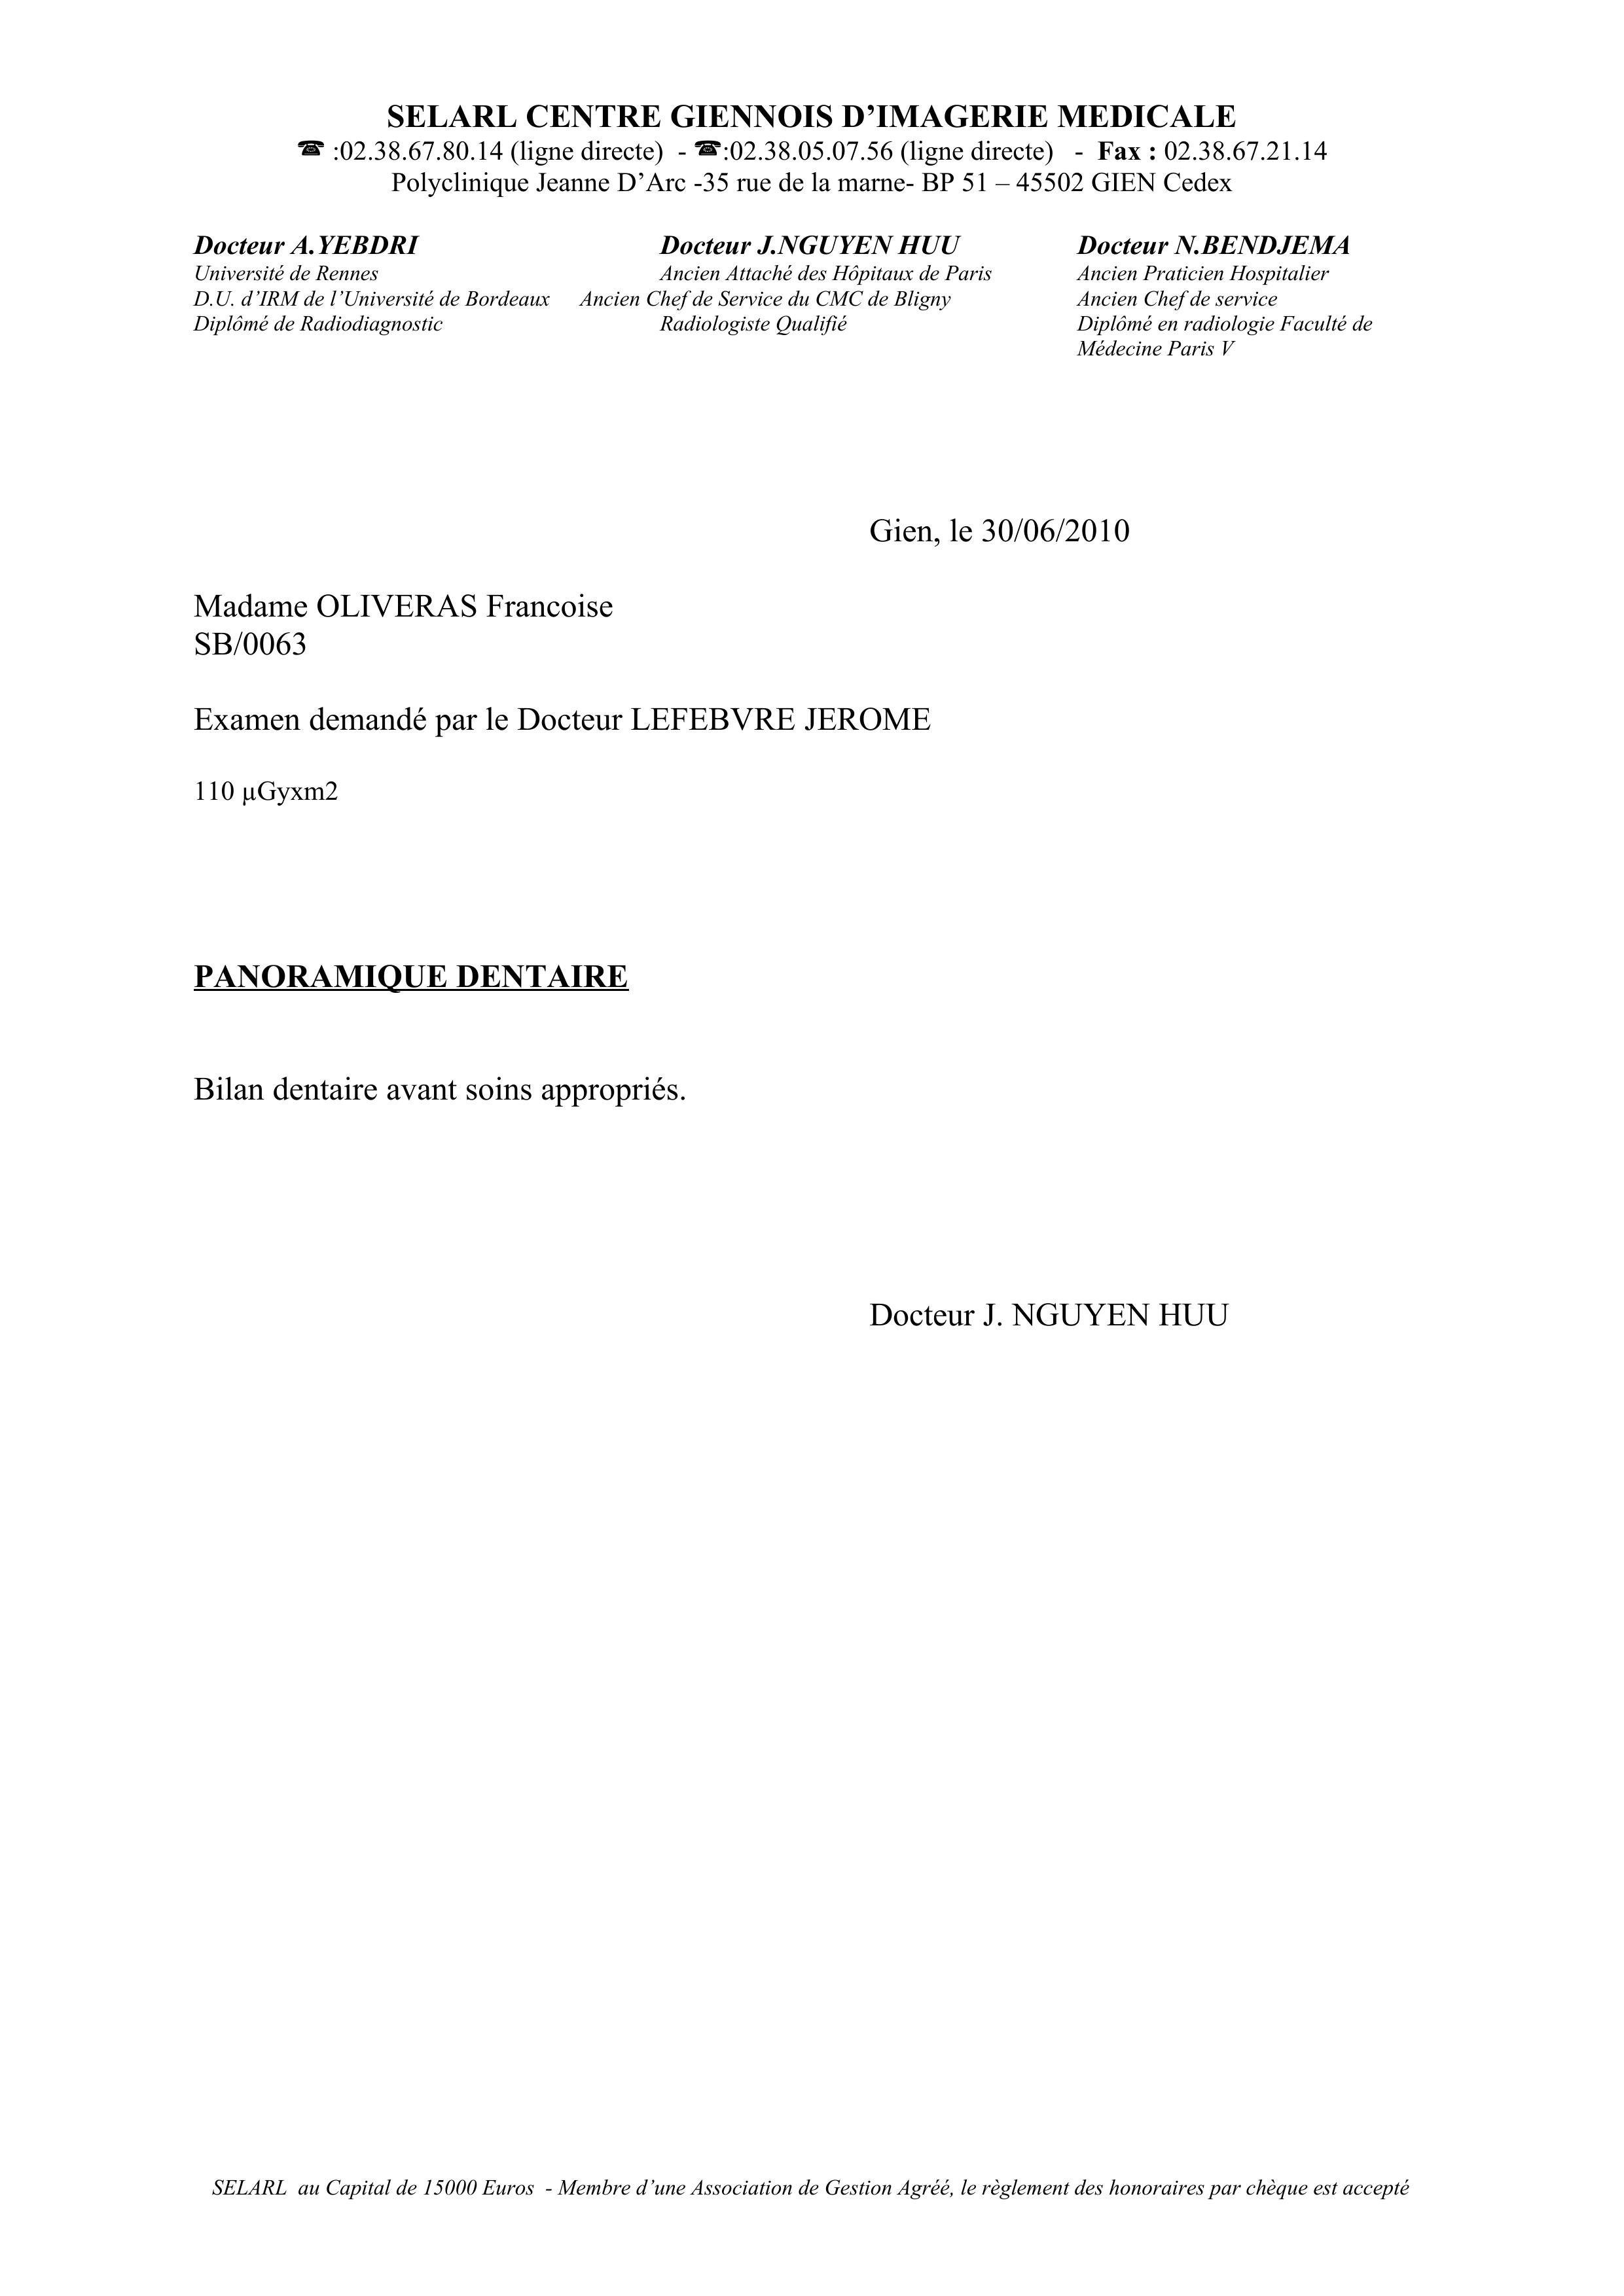 SELARL CENTRE GIENNOIS D’IMAGERIE MEDICALE
☎ :02.38.67.80.14 (ligne directe) - ☎:02.38.05.07.56 (ligne directe) - Fax : 02.38.67.21.14
Polyclinique Jeanne D’Arc -35 rue de la marne- BP 51 – 45502 GIEN Cedex
Docteur A.YEBDRI Docteur J.NGUYEN HUU Docteur N.BENDJEMA
Université de Rennes Ancien Attaché des Hôpitaux de Paris Ancien Praticien Hospitalier
D.U. d’IRM de l’Université de Bordeaux Ancien Chef de Service du CMC de Bligny Ancien Chef de service
Diplômé de Radiodiagnostic Radiologiste Qualifié Diplômé en radiologie Faculté de
Médecine Paris V
Gien, le 30/06/2010
Madame OLIVERAS Francoise
SB/0063
Examen demandé par le Docteur LEFEBVRE JEROME
110 µGyxm2
PANORAMIQUE DENTAIRE
Bilan dentaire avant soins appropriés.
Docteur J. NGUYEN HUU
SELARL au Capital de 15000 Euros - Membre d’une Association de Gestion Agréé, le règlement des honoraires par chèque est accepté